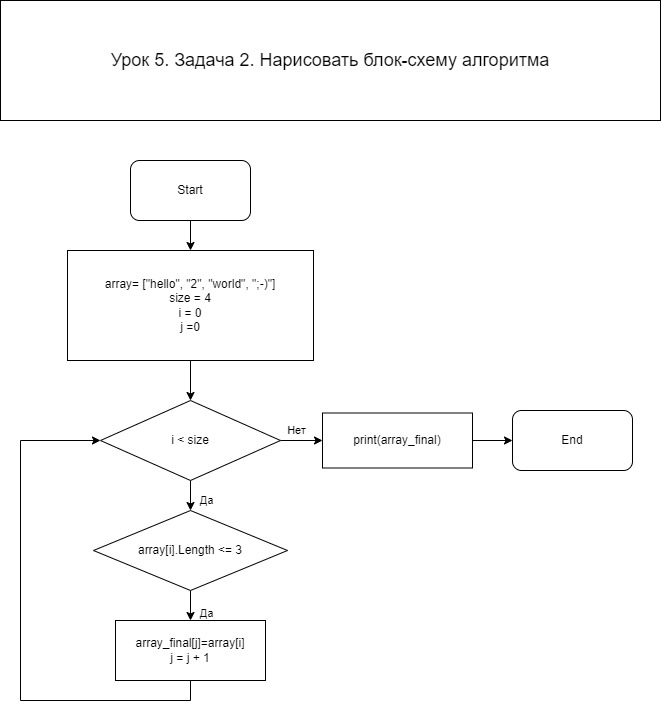 Урок 5. Задача 2. Нарисовать блок-схему алгоритма
Start
array= ["hello", "2", "world", ";-)"]
size = 4
i = 0
j =0
i < size
Нет
print(array_final)
End
Да
array[i].Length <= 3
Да
array_final[j]=array[i]
j = j + 1